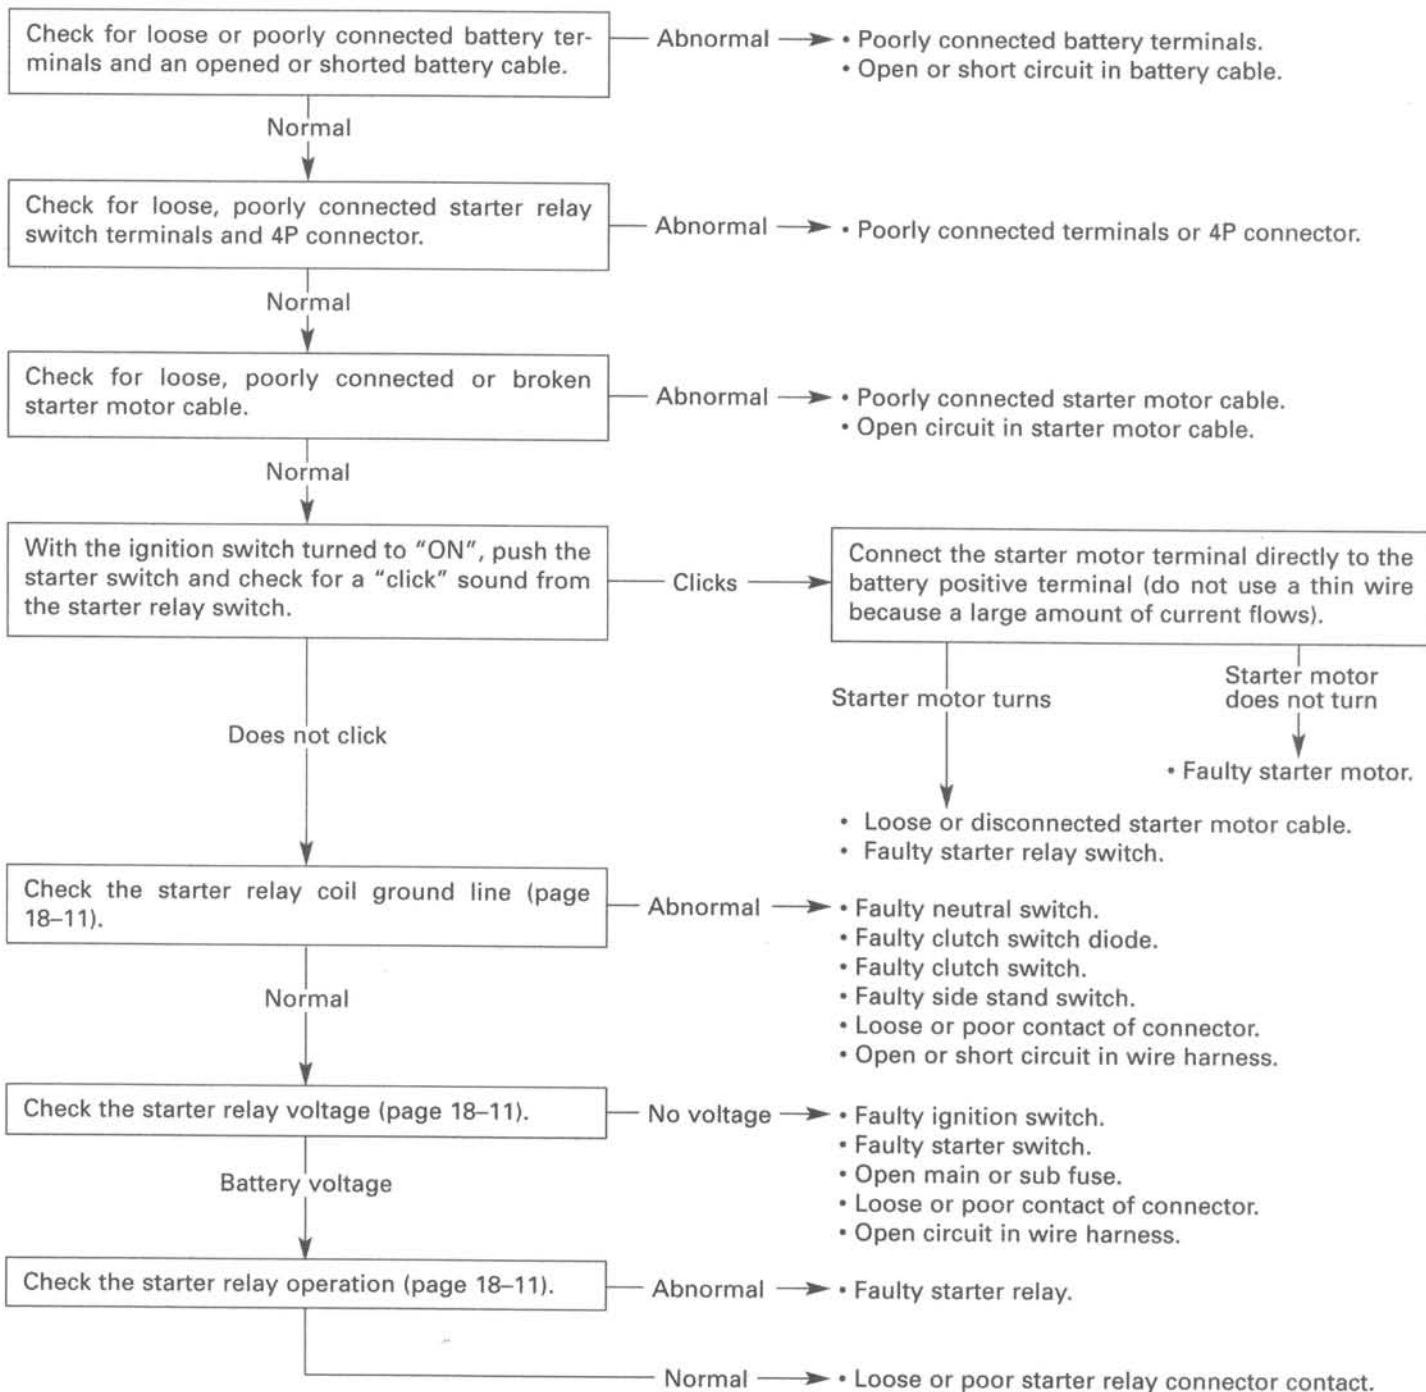 Check for loose or poorly connected battery ter-
minals and an opened or shorted battery cable.
Abnormal
• Poorly connected battery terminals.
• Open or short circuit in battery cable.
Normal
Check for loose, poorly connected starter relay
switch terminals and 4P connector.
Abnormal
• Poorly connected terminals or 4P connector.
Normal
Check for loose, poorly connected or broken
starter motor cable.
Abnormal
• Poorly connected starter motor cable.
• Open circuit in starter motor cable.
Normal
With the ignition switch turned to “ON”, push the
starter switch and check for a “click” sound from
the starter relay switch.
Clicks
Connect the starter motor terminal directly to the
battery positive terminal (do not use a thin wire
because a large amount of current flows).
Starter motor turns
Starter motor
does not turn
• Faulty starter motor.
• Loose or disconnected starter motor cable.
• Faulty starter relay switch.
Does not click
Check the starter relay coil ground line (page
18–11).
Abnormal
• Faulty neutral switch.
• Faulty clutch switch diode.
• Faulty clutch switch.
• Faulty side stand switch.
• Loose or poor contact of connector.
• Open or short circuit in wire harness.
Normal
Check the starter relay voltage (page 18–11).
No voltage
• Faulty ignition switch.
• Faulty starter switch.
• Open main or sub fuse.
• Loose or poor contact of connector.
• Open circuit in wire harness.
Battery voltage
Check the starter relay operation (page 18–11).
Abnormal
• Faulty starter relay.
Normal
• Loose or poor starter relay connector contact.